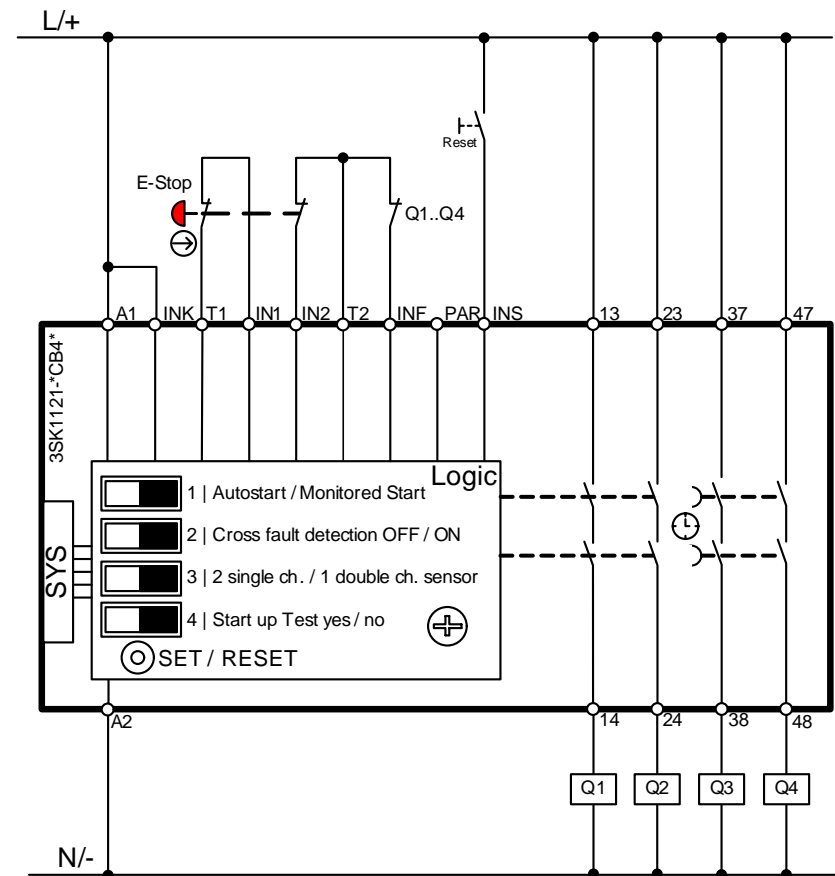 L/+
Reset
E-Stop
Q1..Q4
A1 INK T1 IN1 IN2 T2 INF PAR INS 13 23 37 47
3SK1121-*CB4*
Logic
1 | Autostart / Monitored Start
2 | Cross fault detection OFF / ON
3 | 2 single ch. / 1 double ch. sensor
4 | Start up Test yes / no
SYS
SET / RESET
A2 14 24 38 48
Q1 Q2 Q3 Q4
N/-